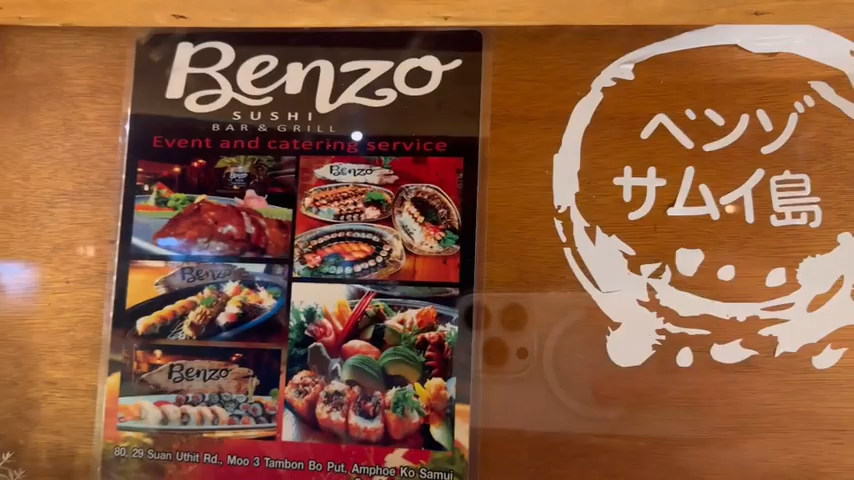 Benzo
SUSHI
BAR & GRILL
Event and catering service
Benzo
Benzo
Benzo
80, 29 Suan Uthit Rd., Moo 3 Tambon Bo Put, Amphoe Ko Samui
ベンゾ
サムイ島